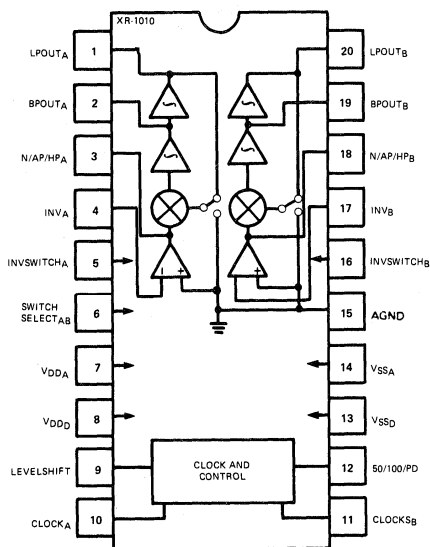 XR-1010
LPOUTA 1
BPOUTA 2
N/AP/HPA 3
INVA 4
INVSWITCHA 5
SWITCH
SELECTAB 6
VDDA 7
VDDD 8
LEVELSHIFT 9
CLOCKA 10
20 LPOUTB
19 BPOUTB
18 N/AP/HPB
17 INVB
16 INVSWITCHB
15 AGND
14 VSSA
13 VSSD
12 50/100/PD
11 CLOCKSB
∫ ∫
∫ ∫
− + +
CLOCK AND
CONTROL